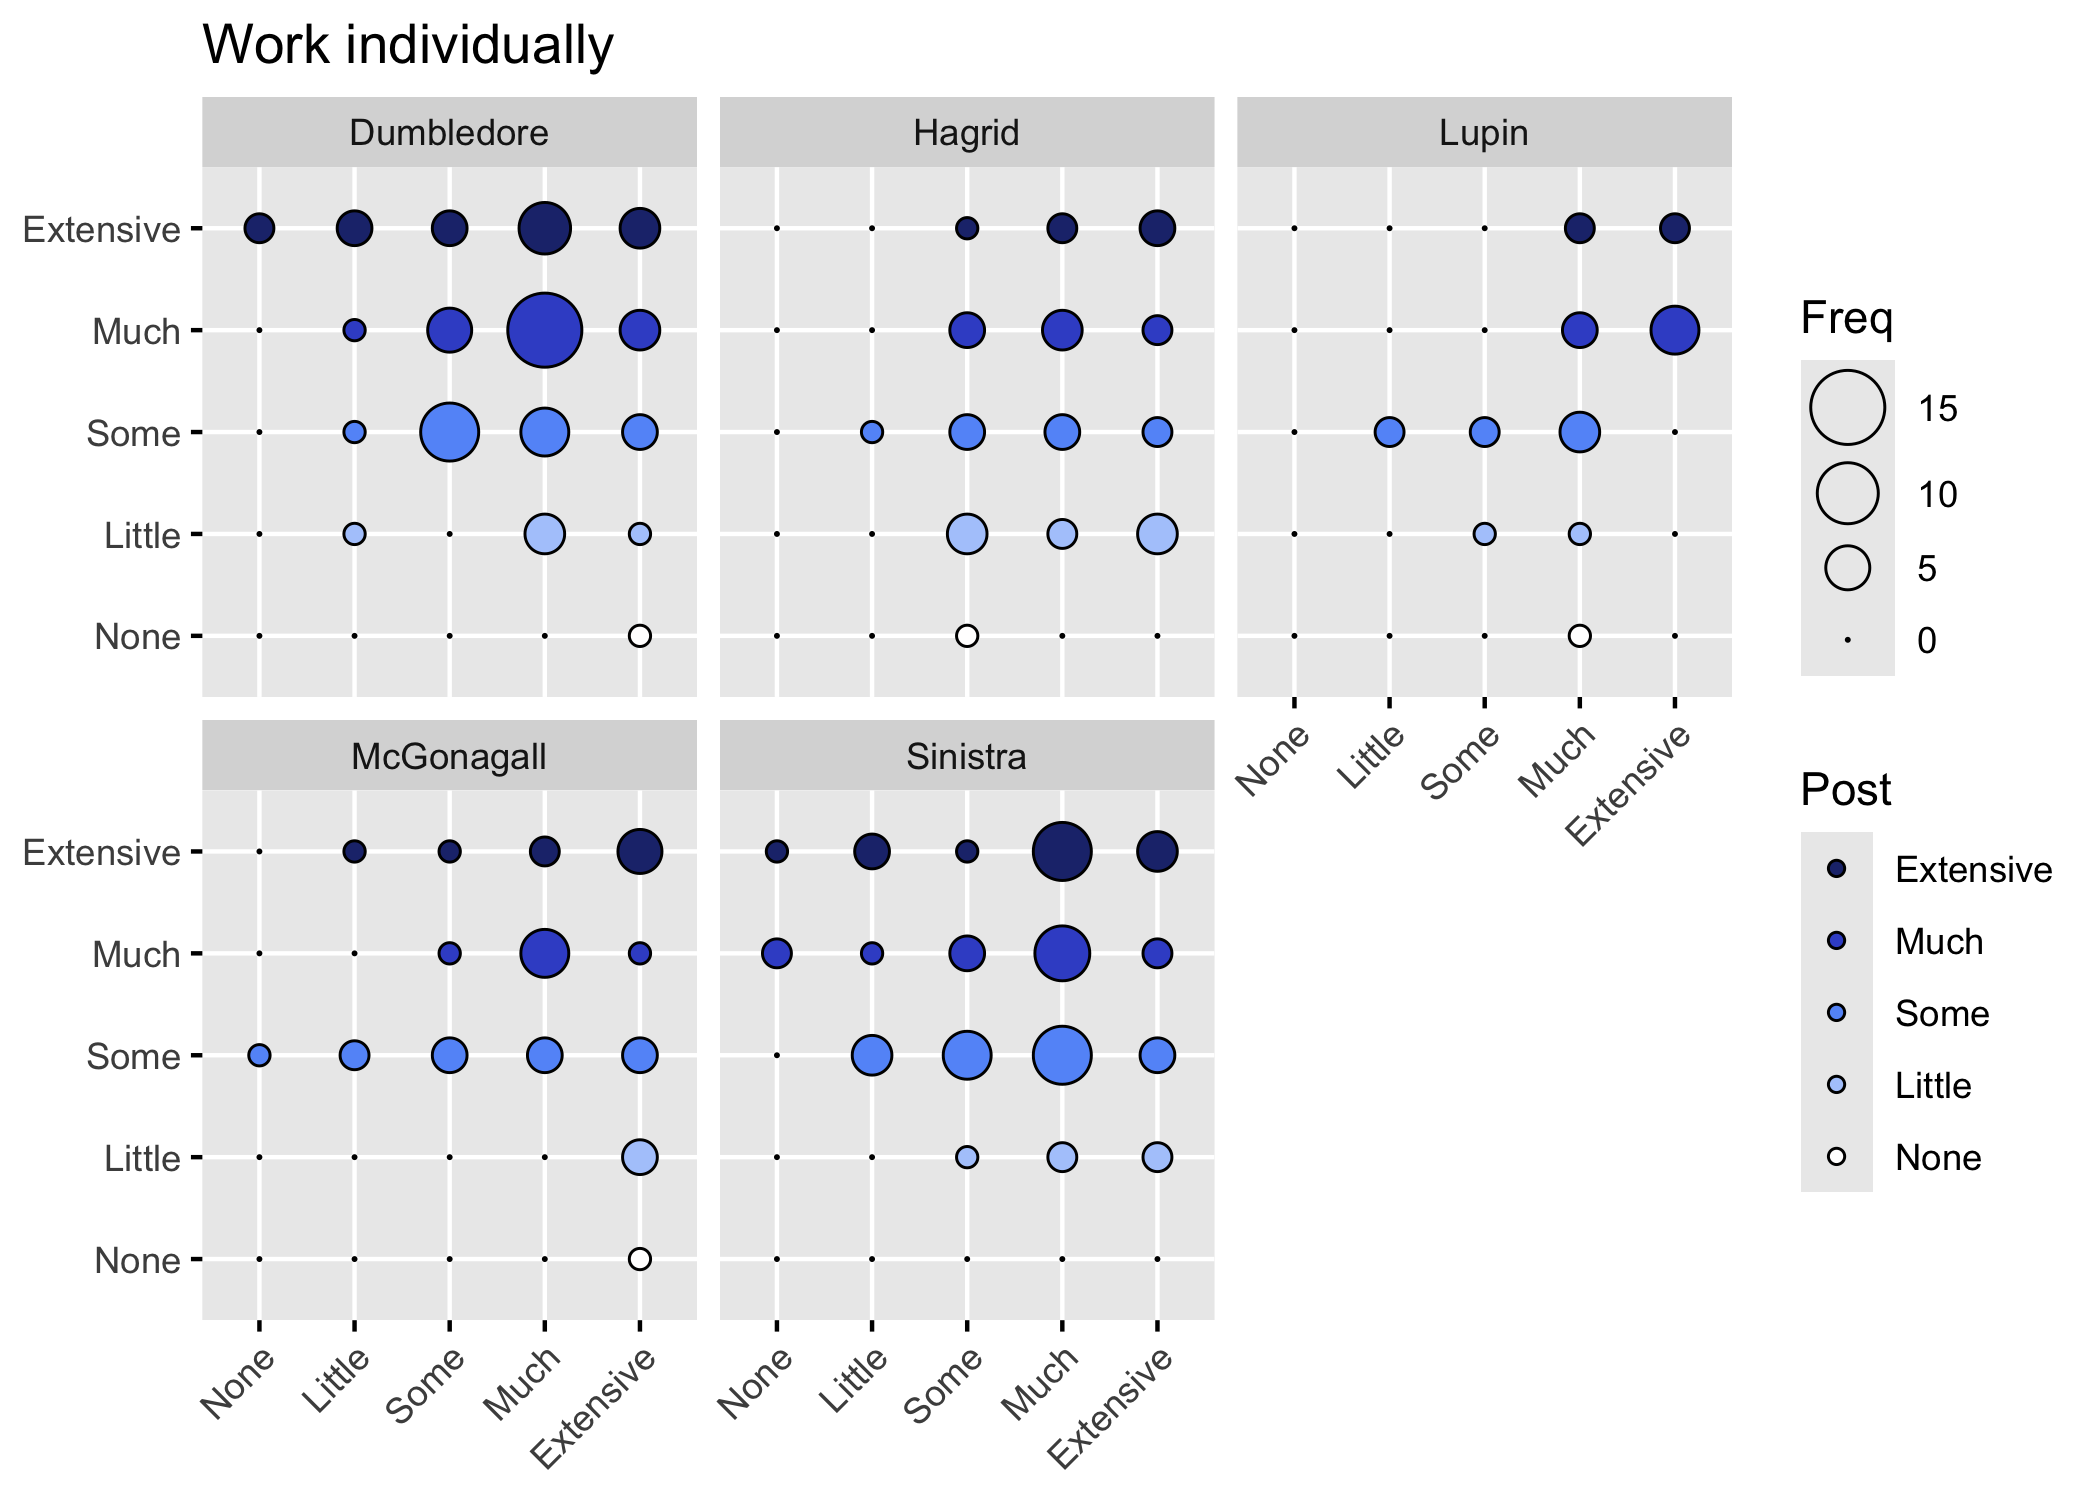 Work individually
Dumbledore
Hagrid
Lupin
Extensive
Much
Some
Little
None
None
Little
Some
Much
Extensive
McGonagall
Sinistra
Extensive
Much
Some
Little
None
None
Little
Some
Much
Extensive
None
Little
Some
Much
Extensive
Freq
15
10
5
0
Post
Extensive
Much
Some
Little
None